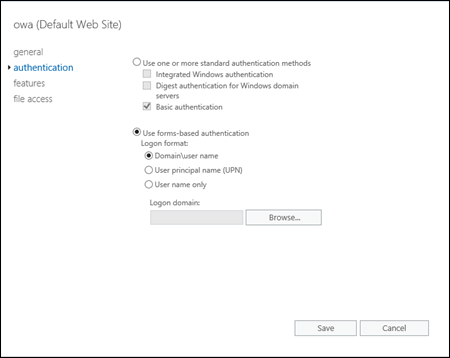 owa (Default Web Site)
general
authentication
features
file access
Use one or more standard authentication methods
Integrated Windows authentication
Digest authentication for Windows domain
servers
Basic authentication
Use forms-based authentication
Logon format:
Domain\user name
User principal name (UPN)
User name only
Logon domain:
Browse...
Save
Cancel